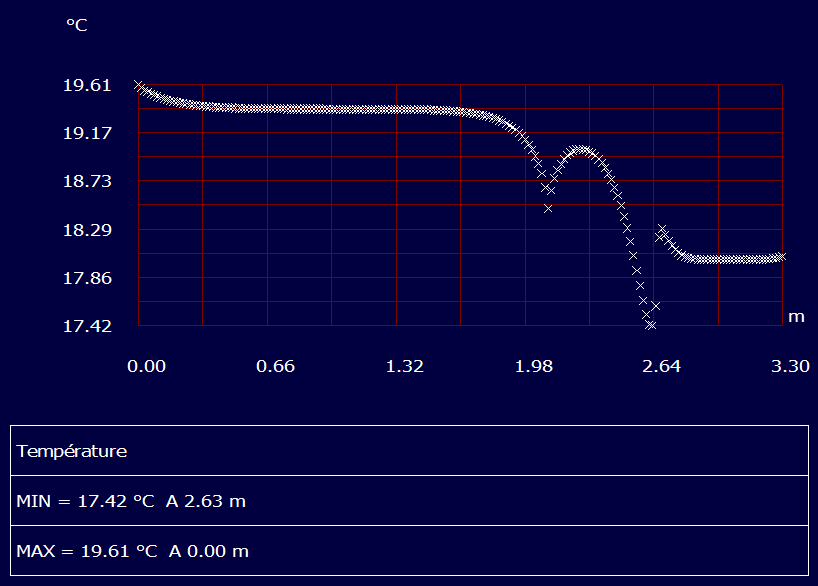 °C
19.61
19.17
18.73
18.29
17.86
17.42
m
0.00 0.66 1.32 1.98 2.64 3.30
Température
MIN = 17.42 °C A 2.63 m
MAX = 19.61 °C A 0.00 m